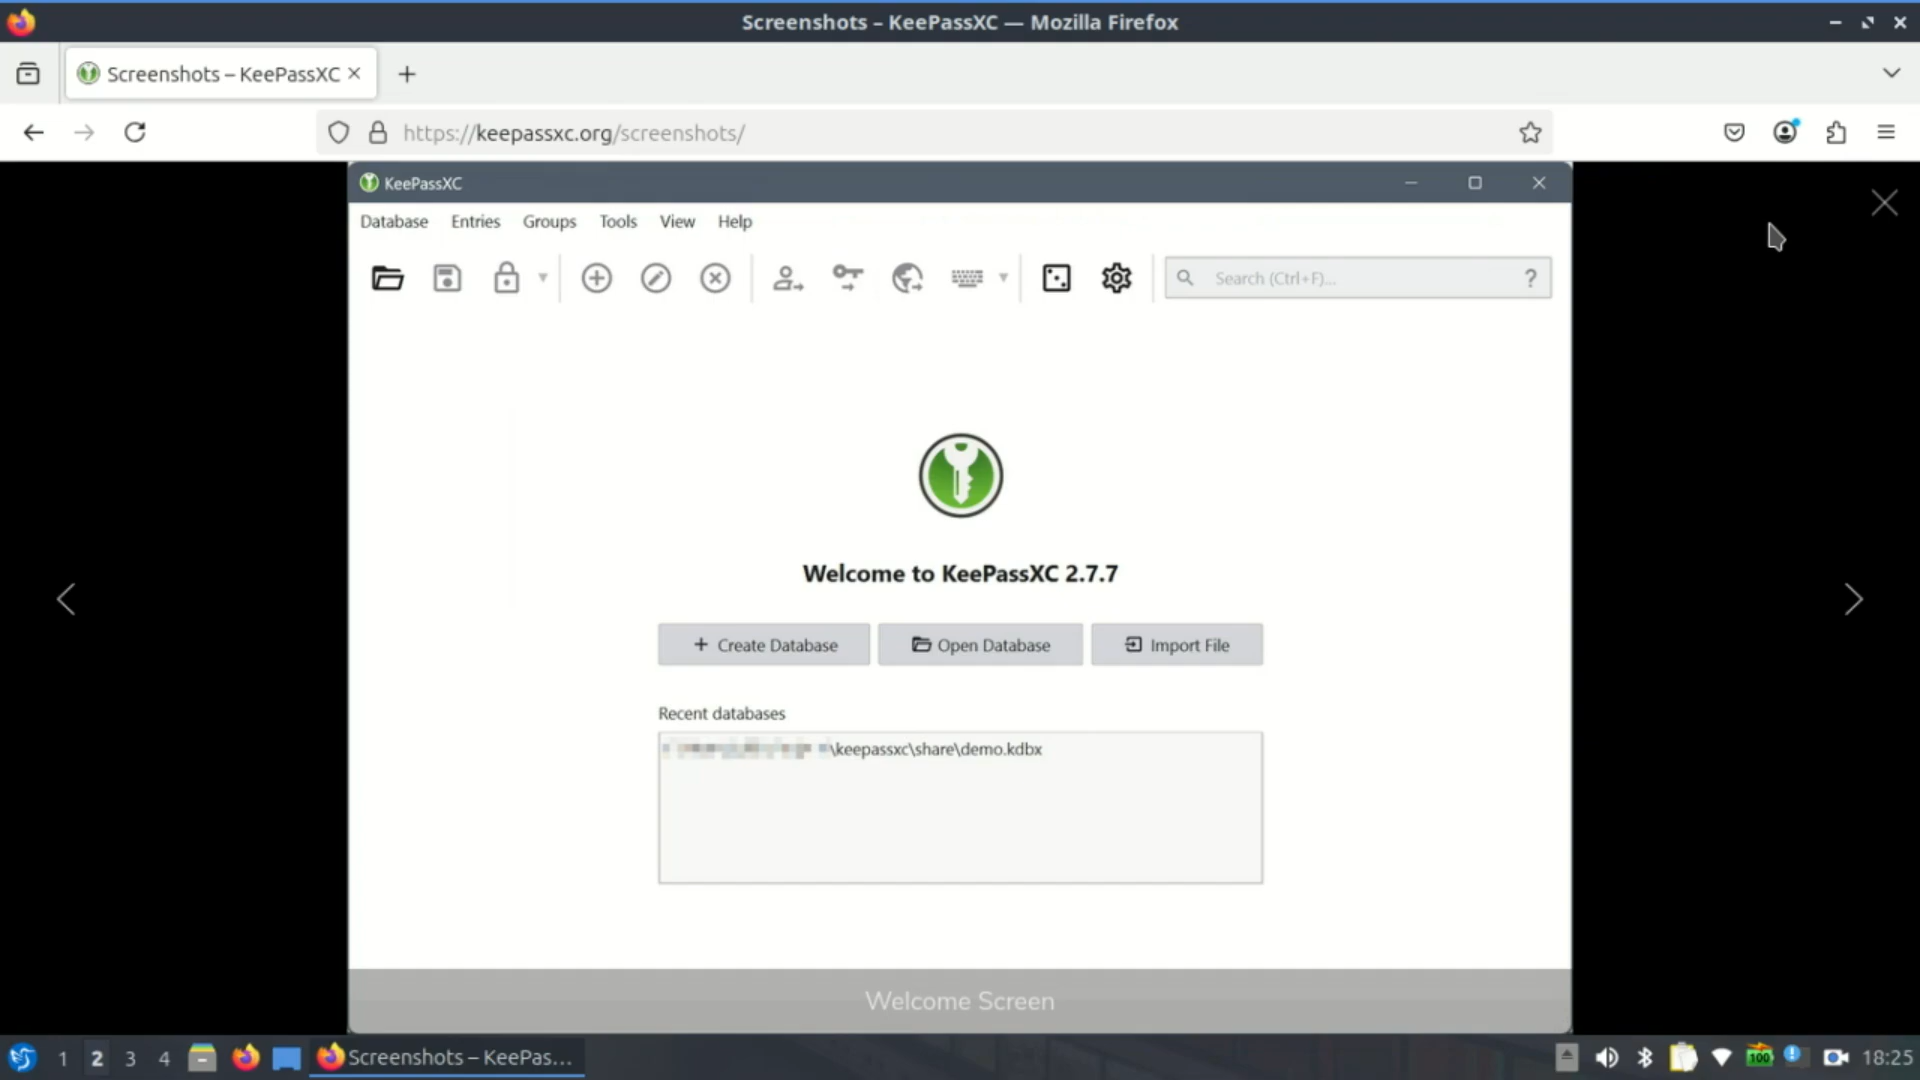 Screenshots – KeePassXC — Mozilla Firefox
Screenshots – KeePassXC
https://keepassxc.org/screenshots/
KeePassXC
Database Entries Groups Tools View Help
Search (Ctrl+F)... ?
Welcome to KeePassXC 2.7.7
+ Create Database Open Database Import File
Recent databases
\keepassxc\share\demo.kdbx
Welcome Screen
1 2 3 4 Screenshots – KeePas... 100 18:25